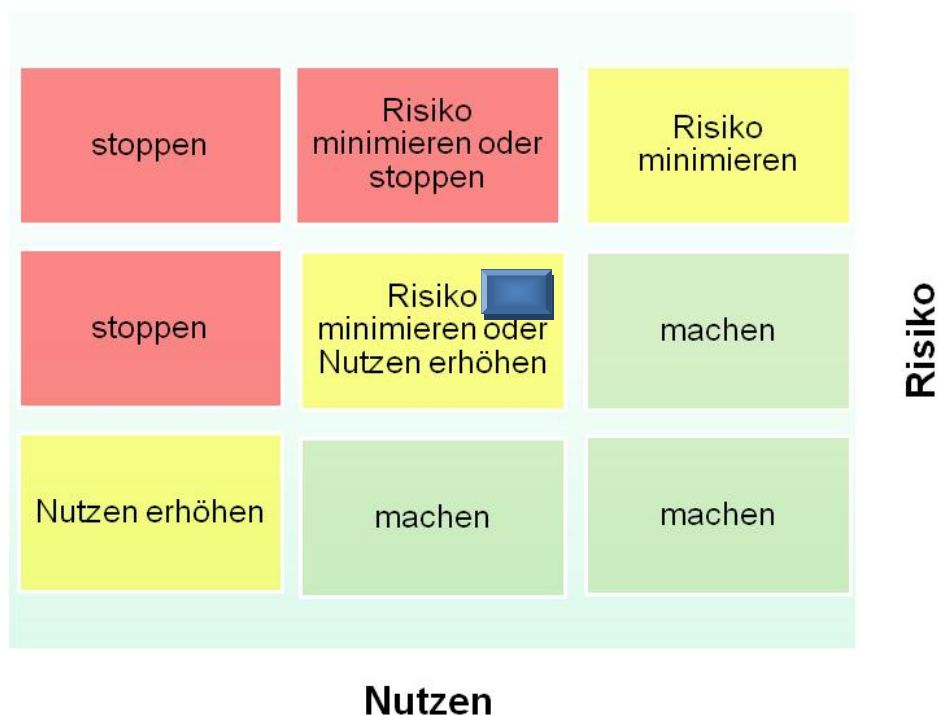 stoppen
Risiko
minimieren oder
stoppen
Risiko
minimieren
stoppen
Risiko
minimieren oder
Nutzen erhöhen
machen
Nutzen erhöhen
machen
machen
Risiko
Nutzen